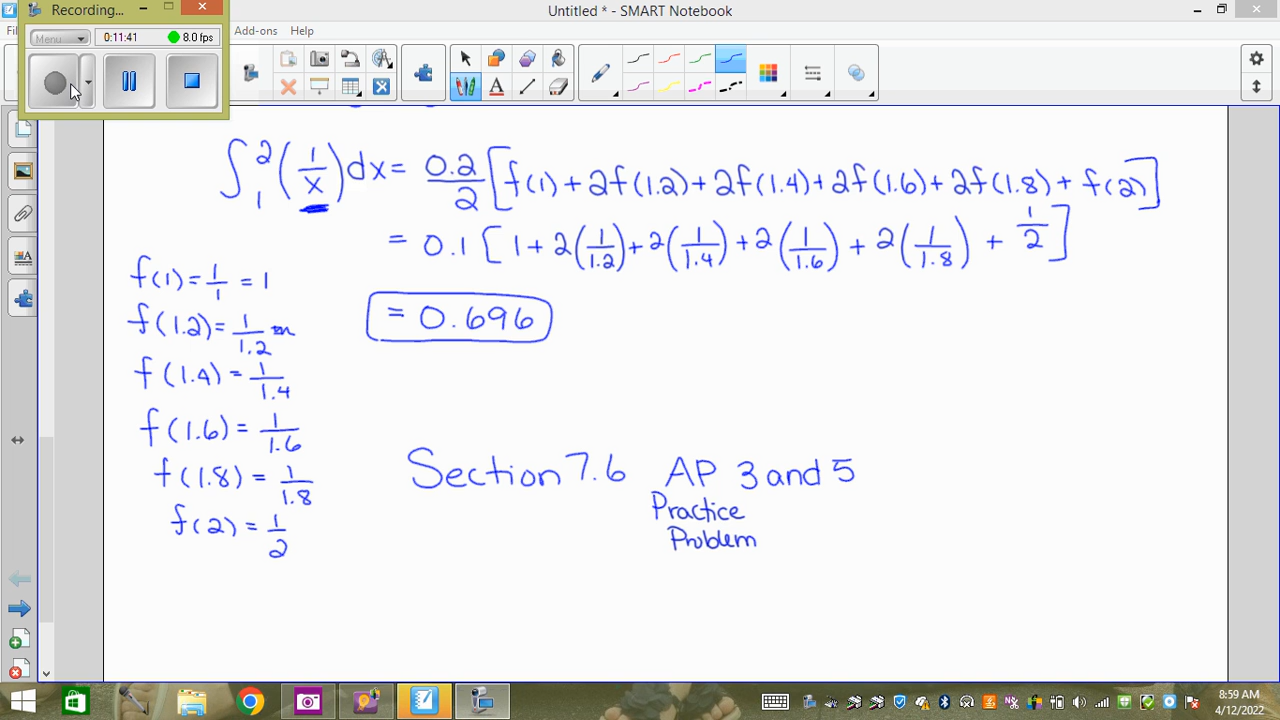 Recording...
Untitled * - SMART Notebook
Menu
0:11:41
8.0 fps
Add-ons
Help
∫₁² (1/x) dx = 0.2/2 [f(1) + 2f(1.2) + 2f(1.4) + 2f(1.6) + 2f(1.8) + f(2)]
= 0.1 [1 + 2(1/1.2) + 2(1/1.4) + 2(1/1.6) + 2(1/1.8) + 1/2]
f(1) = 1/1 = 1
= 0.696
f(1.2) = 1/1.2
f(1.4) = 1/1.4
f(1.6) = 1/1.6
f(1.8) = 1/1.8
f(2) = 1/2
Section 7.6 AP 3 and 5
Practice
Problem
8:59 AM
4/12/2022